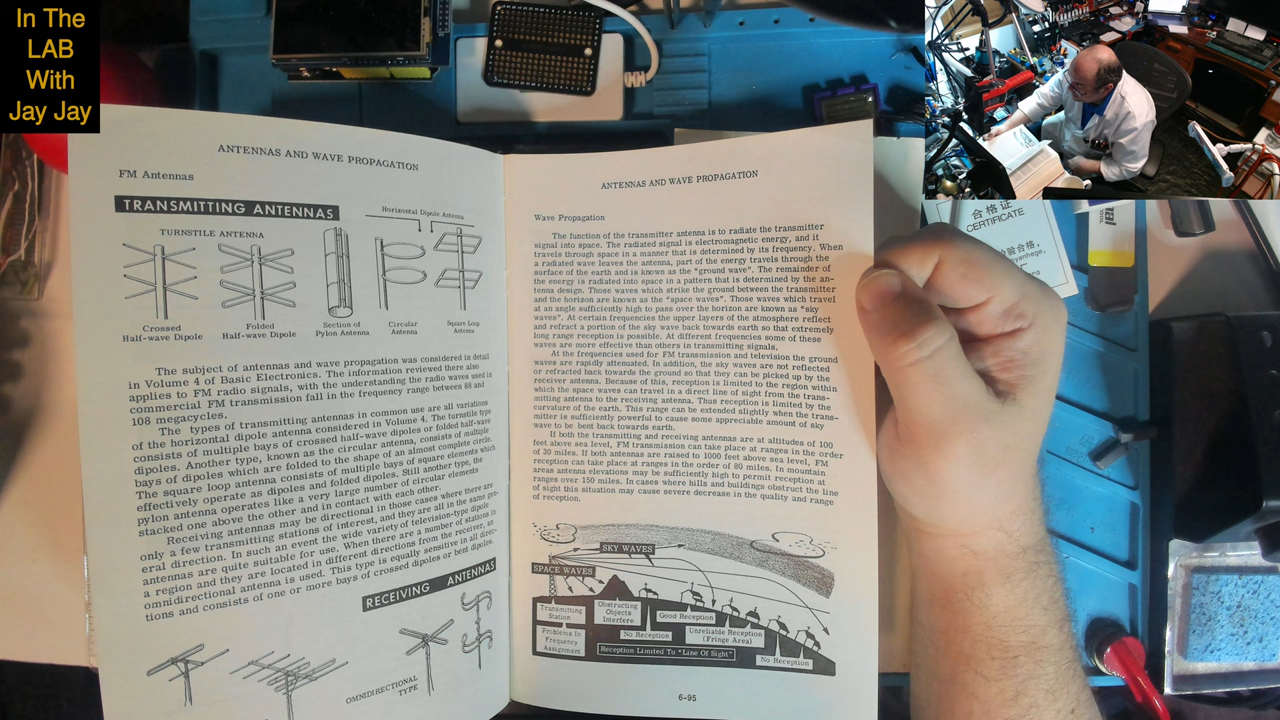 In The
LAB
With
Jay Jay
ANTENNAS AND WAVE PROPAGATION
FM Antennas
TRANSMITTING ANTENNAS
Horizontal Dipole Antenna
TURNSTILE ANTENNA
Crossed
Half-wave Dipole
Folded
Half-wave Dipole
Section of
Pylon Antenna
Circular
Antenna
Square Loop
Antenna
The subject of antennas and wave propagation was considered in detail
in Volume 4 of Basic Electronics. The information reviewed there also
applies to FM radio signals, with the understanding the radio waves used in
commercial FM transmission fall in the frequency range between 88 and
108 megacycles.
The types of transmitting antennas in common use are all variations
of the horizontal dipole antenna considered in Volume 4. The turnstile type
consists of multiple bays of crossed half-wave dipoles or folded half-wave
dipoles. Another type, known as the circular antenna, consists of multiple
bays of dipoles which are folded to the shape of an almost complete circle.
The square loop antenna consists of multiple bays of square elements which
effectively operate as dipoles and folded dipoles. Still another type, the
pylon antenna operates like a very large number of circular elements
stacked one above the other and in contact with each other.
Receiving antennas may be directional in those cases where there are
only a few transmitting stations of interest, and they are all in the same gen-
eral direction. In such an event the wide variety of television-type dipole
antennas are quite suitable for use. When there are a number of stations in
a region and they are located in different directions from the receiver, an
omnidirectional antenna is used. This type is equally sensitive in all direc-
tions and consists of one or more bays of crossed dipoles or bent dipoles.
RECEIVING ANTENNAS
OMNIDIRECTIONAL
TYPE
ANTENNAS AND WAVE PROPAGATION
Wave Propagation
The function of the transmitter antenna is to radiate the transmitter
signal into space. The radiated signal is electromagnetic energy, and it
travels through space in a manner that is determined by its frequency. When
a radiated wave leaves the antenna, part of the energy travels through the
surface of the earth and is known as the "ground wave". The remainder of
the energy is radiated into space in a pattern that is determined by the an-
tenna design. Those waves which strike the ground between the transmitter
and the horizon are known as the "space waves". Those waves which travel
at an angle sufficiently high to pass over the horizon are known as "sky
waves". At certain frequencies the upper layers of the atmosphere reflect
and refract a portion of the sky wave back towards earth so that extremely
long range reception is possible. At different frequencies some of these
waves are more effective than others in transmitting signals.
At the frequencies used for FM transmission and television the ground
waves are rapidly attenuated. In addition, the sky waves are not reflected
or refracted back towards the ground so that they can be picked up by the
receiver antenna. Because of this, reception is limited to the region within
which the space waves can travel in a direct line of sight from the trans-
mitting antenna to the receiving antenna. Thus reception is limited by the
curvature of the earth. This range can be extended slightly when the trans-
mitter is sufficiently powerful to cause some appreciable amount of sky
wave to be bent back towards earth.
If both the transmitting and receiving antennas are at altitudes of 100
feet above sea level, FM transmission can take place at ranges in the order
of 30 miles. If both antennas are raised to 1000 feet above sea level, FM
reception can take place at ranges in the order of 80 miles. In mountain
areas antenna elevations may be sufficiently high to permit reception at
ranges over 150 miles. In cases where hills and buildings obstruct the line
of sight this situation may cause severe decrease in the quality and range
of reception.
SKY WAVES
SPACE WAVES
Transmitting
Station
Obstructing
Objects
Interfere
Good Reception
Problems In
Frequency
Assignment
No Reception
Unreliable Reception
(Fringe Area)
Reception Limited To "Line Of Sight"
No Reception
6-95
合格证
CERTIFICATE